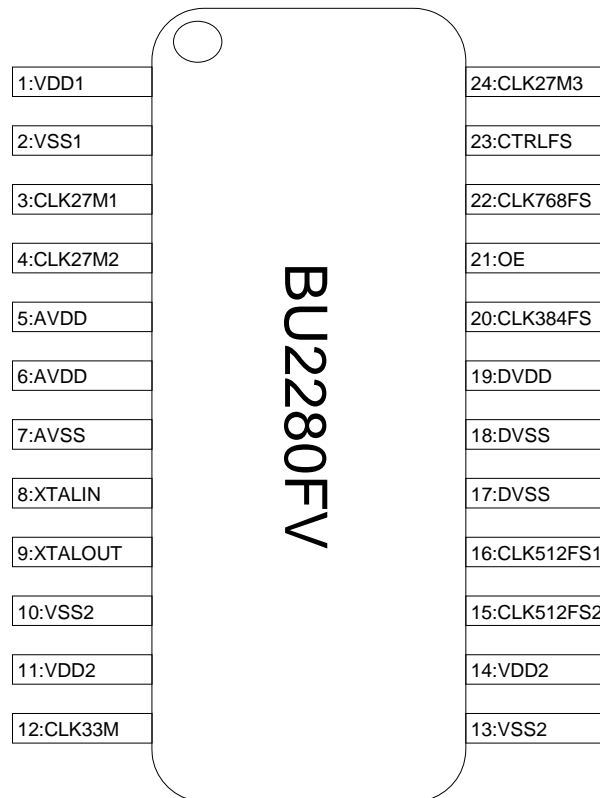 1:VDD1
2:VSS1
3:CLK27M1
4:CLK27M2
5:AVDD
6:AVDD
7:AVSS
8:XTALIN
9:XTALOUT
10:VSS2
11:VDD2
12:CLK33M
BU2280FV
24:CLK27M3
23:CTRLFS
22:CLK768FS
21:OE
20:CLK384FS
19:DVDD
18:DVSS
17:DVSS
16:CLK512FS1
15:CLK512FS2
14:VDD2
13:VSS2